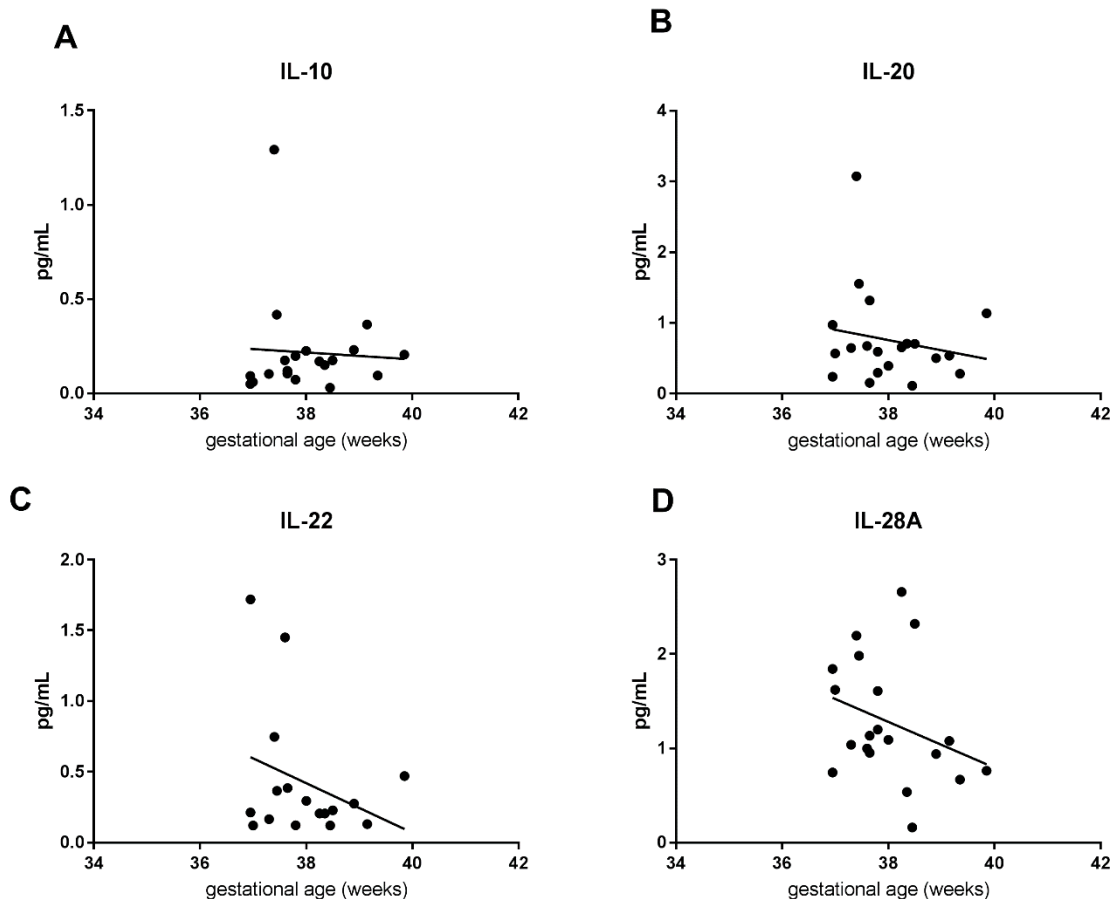 A
IL-10
pg/mL
1.5
1.0
0.5
0.0
34 36 38 40 42
gestational age (weeks)
B
IL-20
pg/mL
4
3
2
1
0
34 36 38 40 42
gestational age (weeks)
C
IL-22
pg/mL
2.0
1.5
1.0
0.5
0.0
34 36 38 40 42
gestational age (weeks)
D
IL-28A
pg/mL
3
2
1
0
34 36 38 40 42
gestational age (weeks)